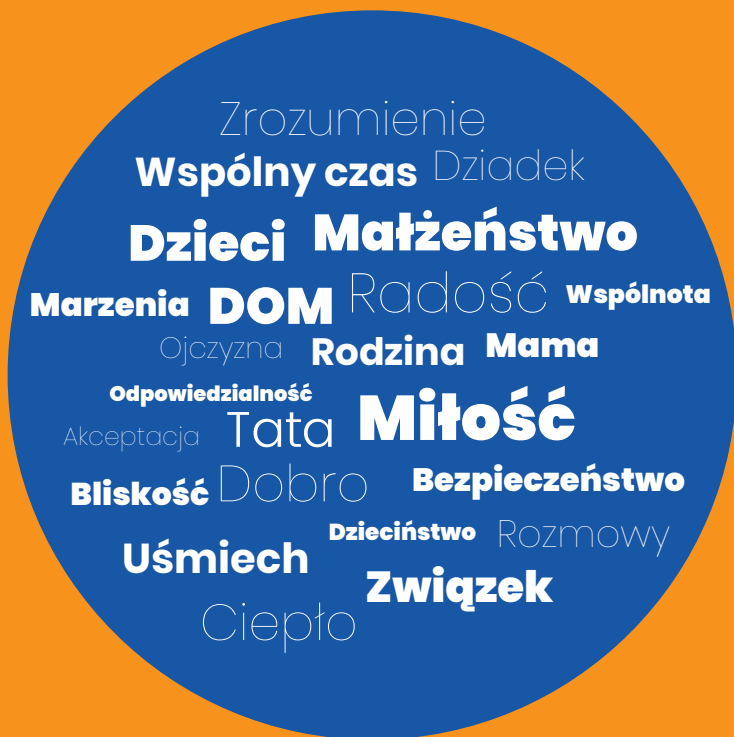 Zrozumienie
Wspólny czas Dziadek
Dzieci Małżeństwo
Marzenia DOM Radość Wspólnota
Ojczyzna Rodzina Mama
Odpowiedzialność
Akceptacja Tata Miłość
Bliskość Dobro Bezpieczeństwo
Dzieciństwo Rozmowy
Uśmiech Związek
Ciepło